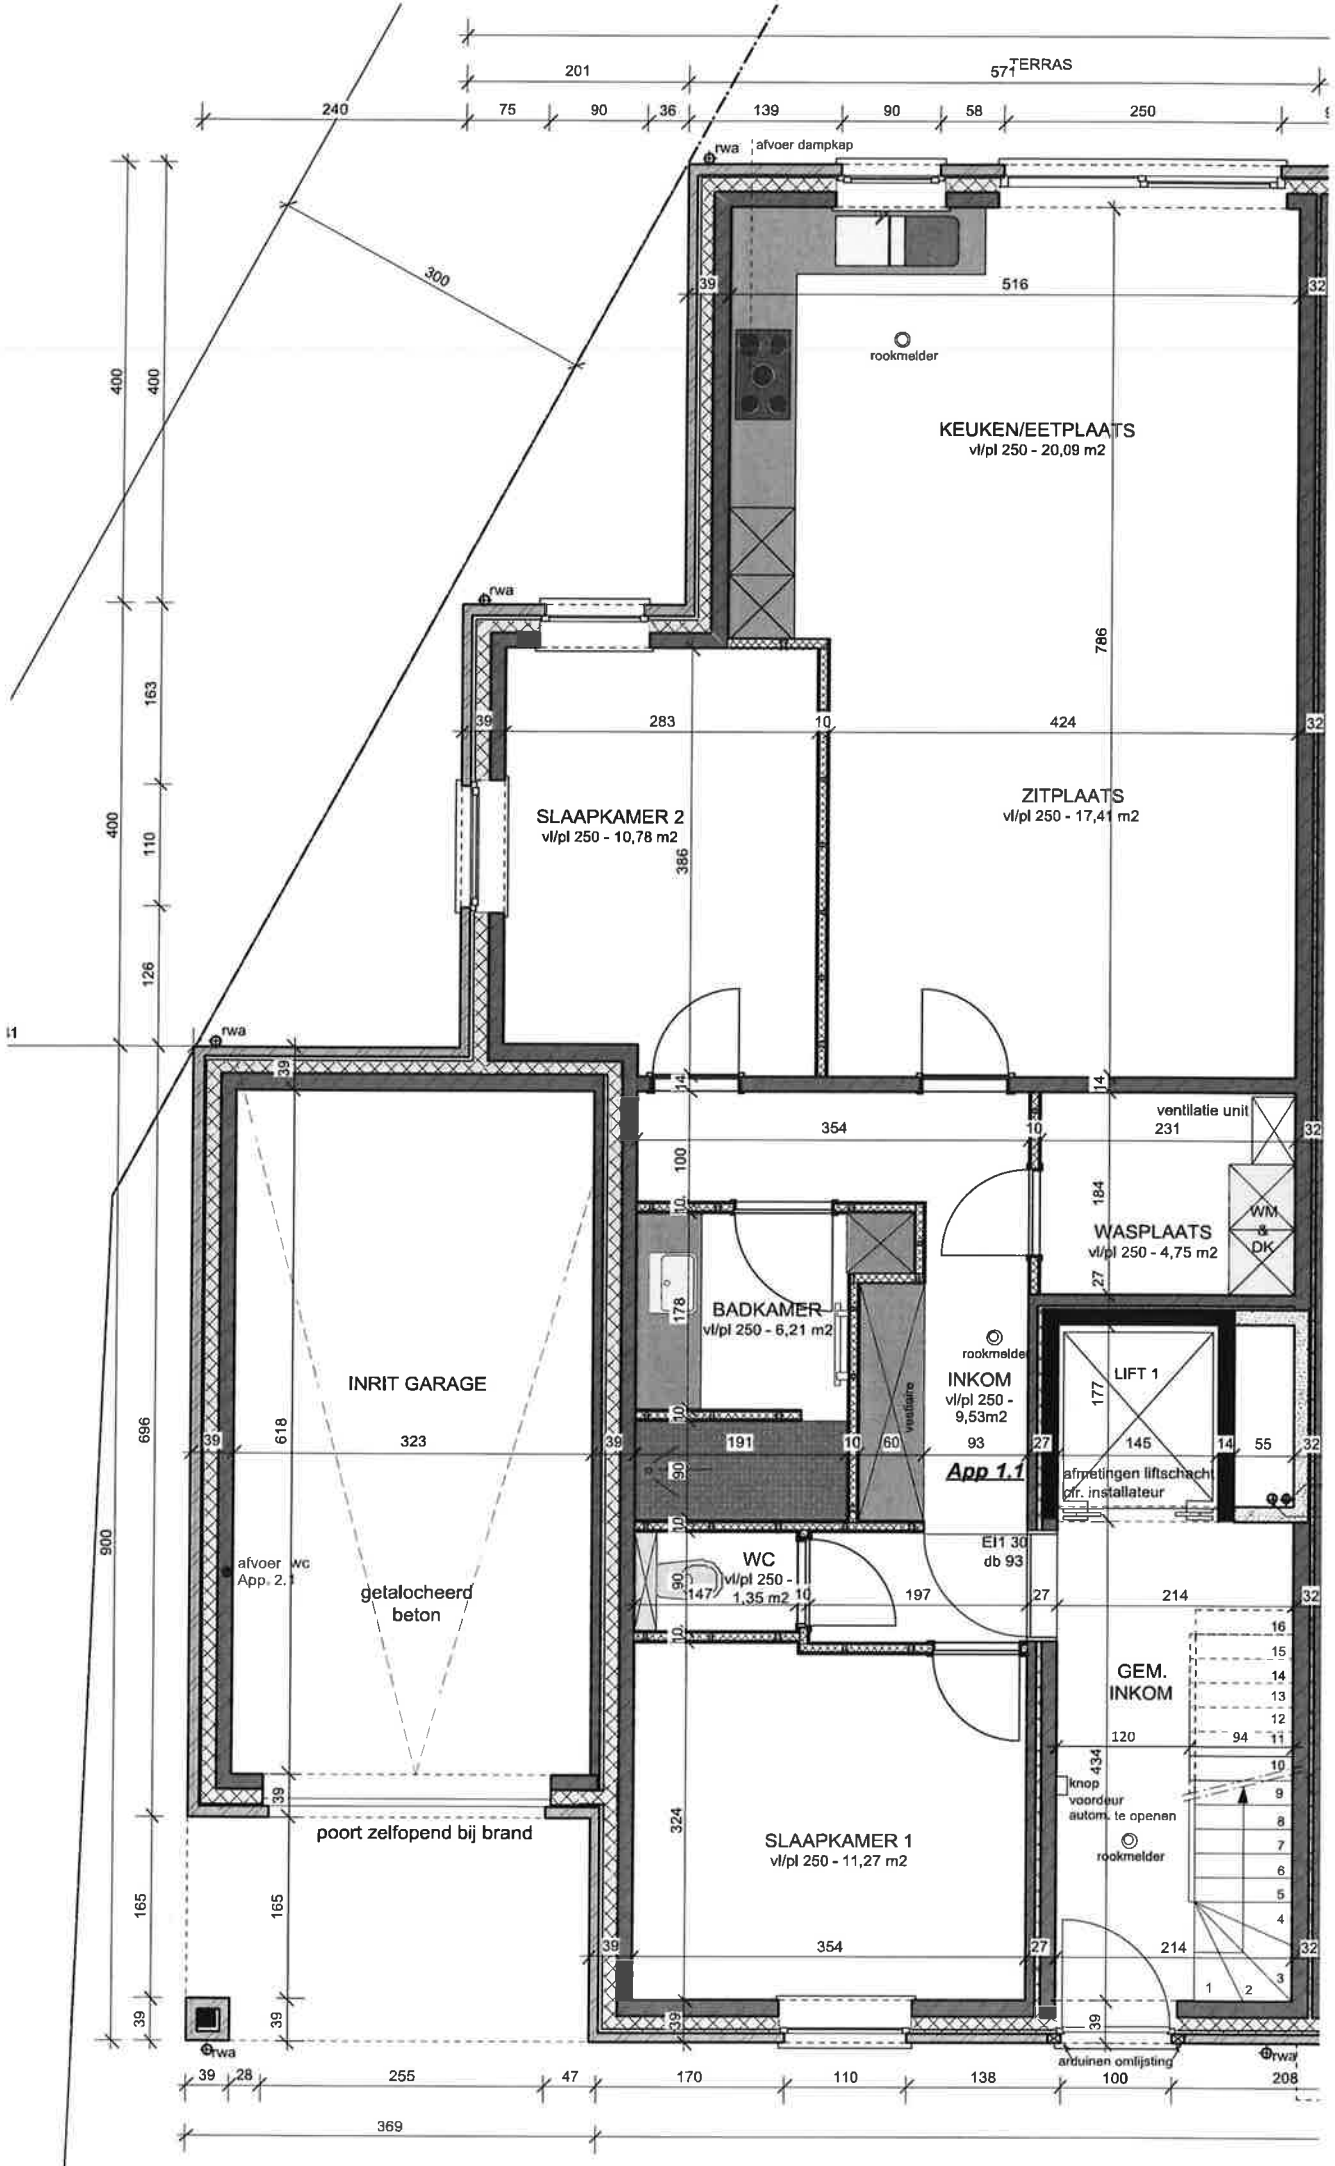 TERRAS
201
571
240
75
90
36
139
90
58
250
rwa
afvoer dampkap
300
39
516
32
rookmelder
400
400
KEUKEN/EETPLAATS
vl/pl 250 - 20,09 m2
rwa
786
163
39
283
10
424
32
ZITPLAATS
vl/pl 250 - 17,41 m2
SLAAPKAMER 2
vl/pl 250 - 10,78 m2
400
110
386
126
rwa
39
14
14
ventilatie unit
354
10
231
32
100
184
10
WM
&
DK
WASPLAATS
vl/pl 250 - 4,75 m2
27
BADKAMER
vl/pl 250 - 6,21 m2
178
rookmelder
INKOM
vl/pl 250 -
9,53m2
vestiaire
LIFT 1
177
INRIT GARAGE
696
618
10
39
323
39
191
10
60
93
27
145
14
55
32
App 1.1
90
afmetingen liftschacht
cfr. installateur
10
900
EI1 30
db 93
afvoer wc
App. 2.1
WC
vl/pl 250 -
1,35 m2
90
147
10
197
27
214
32
getalocheerd
beton
10
16
15
14
13
12
11
10
9
8
7
6
5
4
3
2
1
GEM.
INKOM
120
94
434
knop
voordeur
autom. te openen
39
324
poort zelfopend bij brand
SLAAPKAMER 1
vl/pl 250 - 11,27 m2
rookmelder
165
165
39
354
27
214
32
39
39
39
39
rwa
arduinen omlijsting
rwa
39
28
255
47
170
110
138
100
208
369